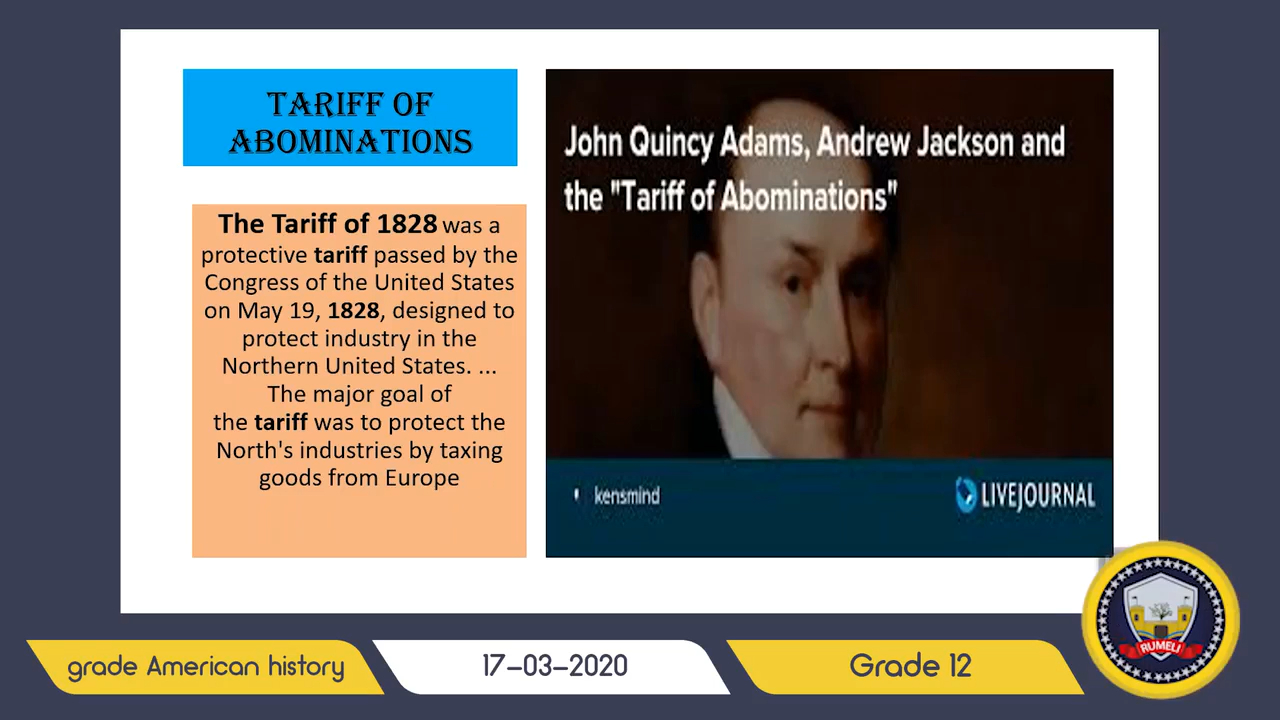 TARIFF OF
ABOMINATIONS
The Tariff of 1828 was a
protective tariff passed by the
Congress of the United States
on May 19, 1828, designed to
protect industry in the
Northern United States. ...
The major goal of
the tariff was to protect the
North's industries by taxing
goods from Europe
John Quincy Adams, Andrew Jackson and
the "Tariff of Abominations"
kensmind
LIVEJOURNAL
grade American history
17-03-2020
Grade 12
RUMELI